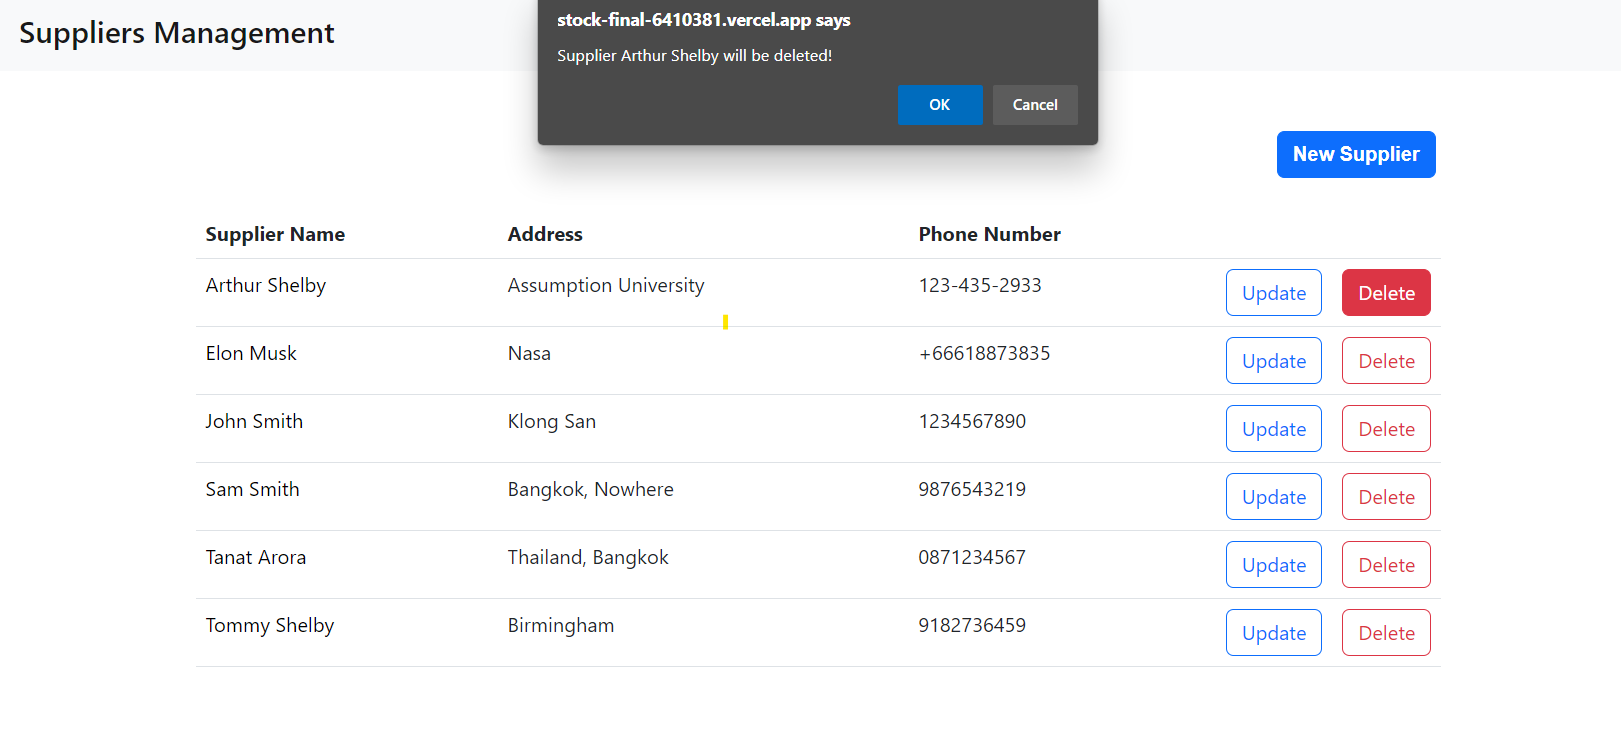 Suppliers Management
stock-final-6410381.vercel.app says
Supplier Arthur Shelby will be deleted!
OK Cancel
New Supplier
Supplier Name Address Phone Number
Arthur Shelby Assumption University 123-435-2933 Update Delete
Elon Musk Nasa +66618873835 Update Delete
John Smith Klong San 1234567890 Update Delete
Sam Smith Bangkok, Nowhere 9876543219 Update Delete
Tanat Arora Thailand, Bangkok 0871234567 Update Delete
Tommy Shelby Birmingham 9182736459 Update Delete